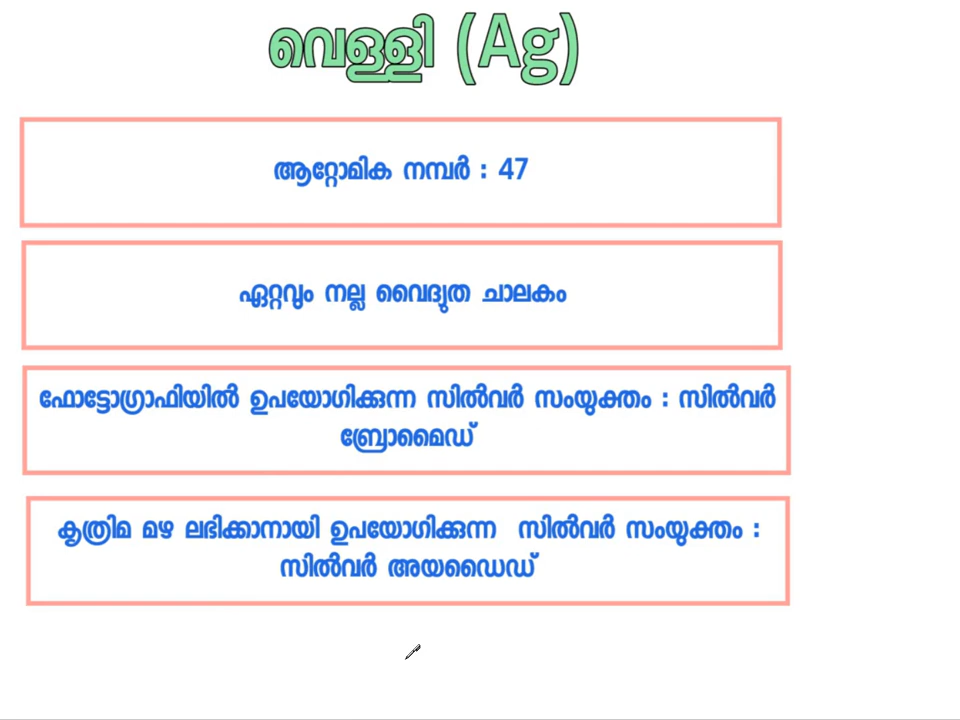 വെള്ളി (Ag)
ആറ്റോമിക നമ്പർ : 47
ഏറ്റവും നല്ല വൈദ്യുത ചാലകം
ഫോട്ടോഗ്രാഫിയിൽ ഉപയോഗിക്കുന്ന സിൽവർ സംയുക്തം : സിൽവർ
ബ്രോമൈഡ്
കൃത്രിമ മഴ ലഭിക്കാനായി ഉപയോഗിക്കുന്ന സിൽവർ സംയുക്തം :
സിൽവർ അയഡൈഡ്